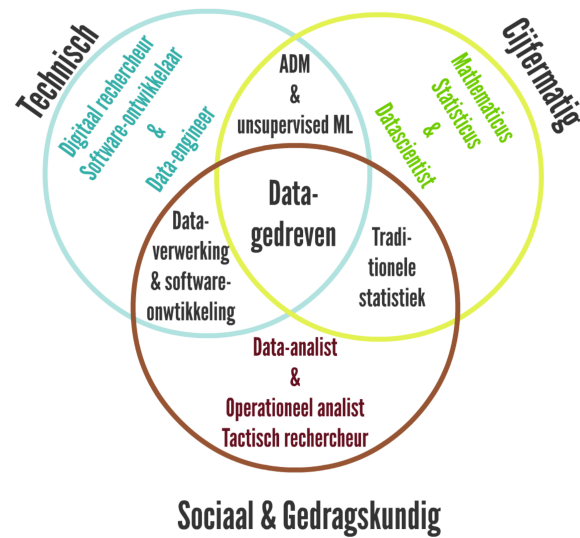 Technisch
Cijfermatig
Digitaal rechercheur
Software-ontwikkelaar
&
Data-engineer
ADM
&
unsupervised ML
Mathematicus
Statisticus
&
Datascientist
Data-
gedreven
Data-
verwerking
& software-
onwtikkeling
Tradi-
tionele
statistiek
Data-analist
&
Operationeel analist
Tactisch rechercheur
Sociaal & Gedragskundig